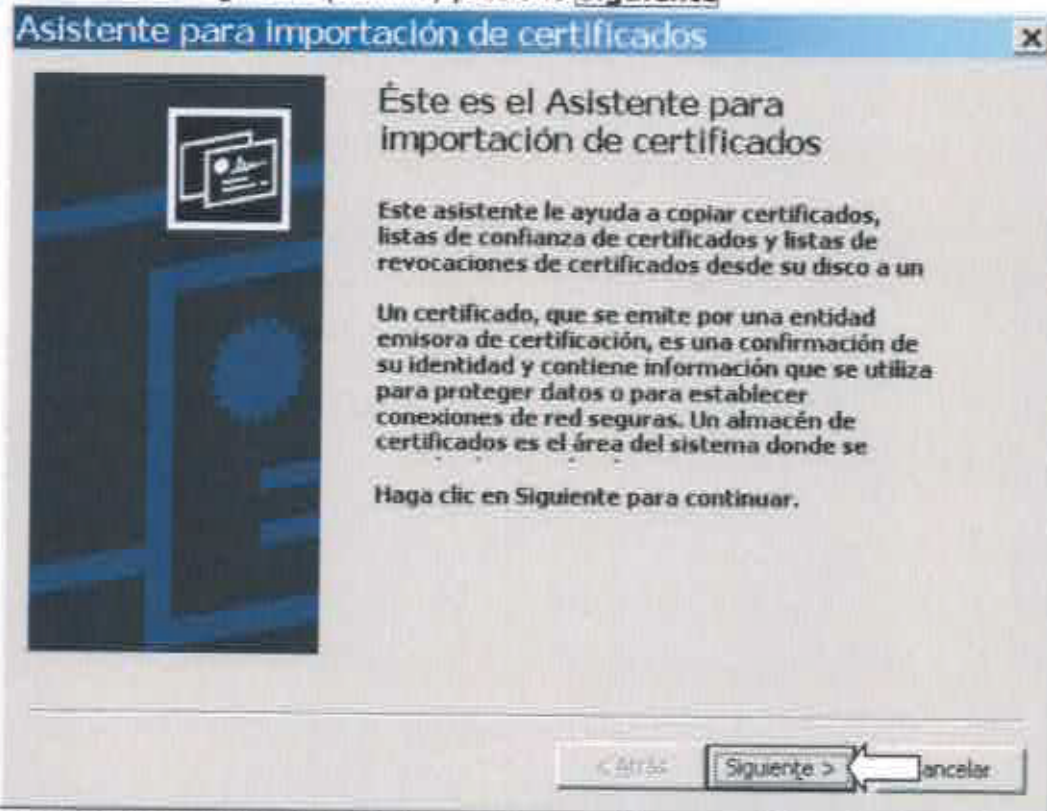 Siguiente
Asistente para importación de certificados
Éste es el Asistente para
importación de certificados
Este asistente le ayuda a copiar certificados,
listas de confianza de certificados y listas de
revocaciones de certificados desde su disco a un
Un certificado, que se emite por una entidad
emisora de certificación, es una confirmación de
su identidad y contiene información que se utiliza
para proteger datos o para establecer
conexiones de red seguras. Un almacén de
certificados es el área del sistema donde se
Haga clic en Siguiente para continuar.
< Atrás Siguiente > ancelar